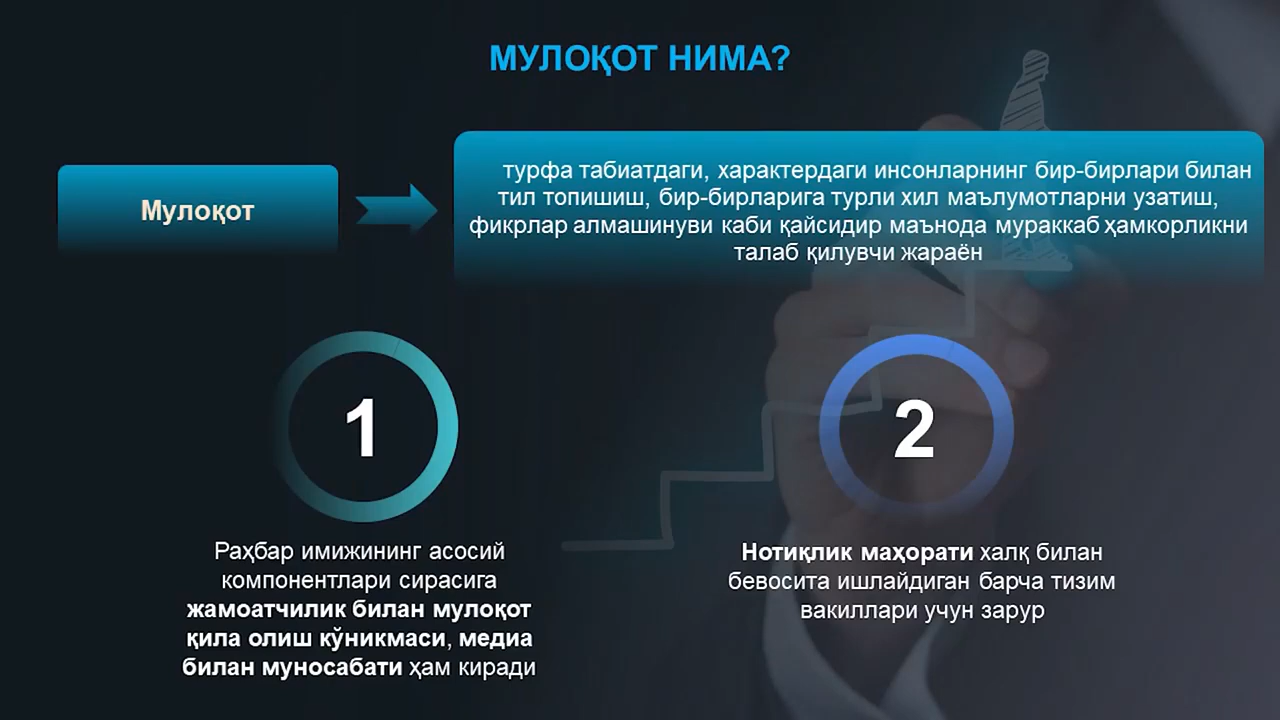 МУЛОҚОТ НИМА?
Мулоқот
турфа табиатдаги, характердаги инсонларнинг бир-бирлари билан
тил топишиш, бир-бирларига турли хил маълумотларни узатиш,
фикрлар алмашинуви каби қайсидир маънода мураккаб ҳамкорликни
талаб қилувчи жараён
1
Раҳбар имижининг асосий
компонентлари сирасига
жамоатчилик билан мулоқот
қила олиш кўникмаси, медиа
билан муносабати ҳам киради
2
Нотиқлик маҳорати халқ билан
бевосита ишлайдиган барча тизим
вакиллари учун зарур